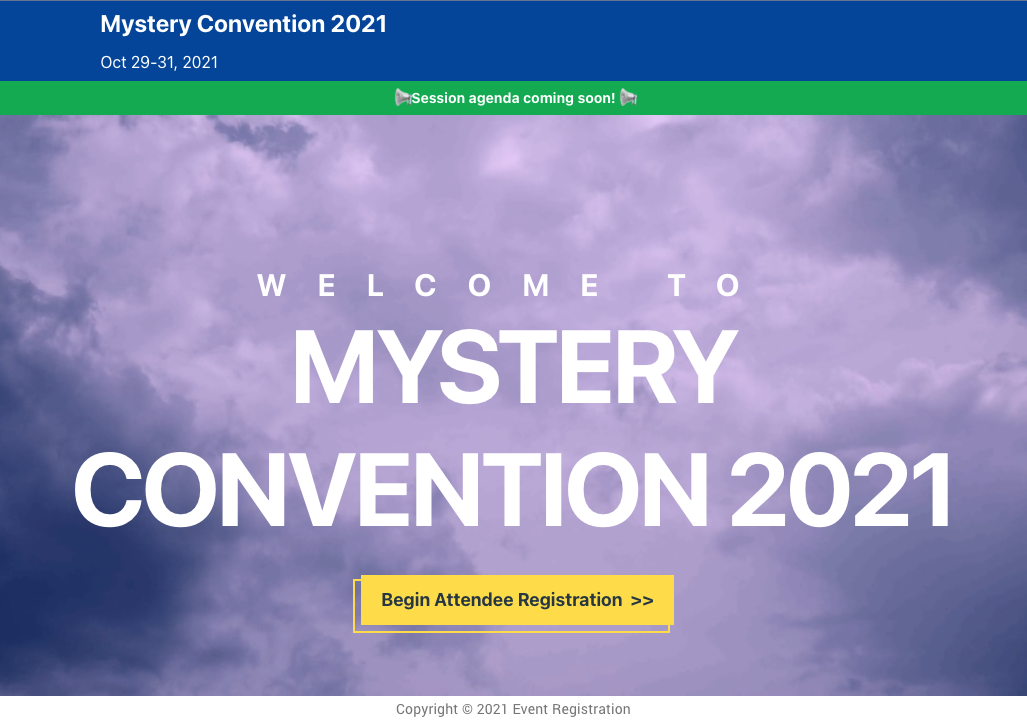 Mystery Convention 2021
Oct 29-31, 2021
Session agenda coming soon!
WELCOME TO
MYSTERY
CONVENTION 2021
Begin Attendee Registration >>
Copyright © 2021 Event Registration